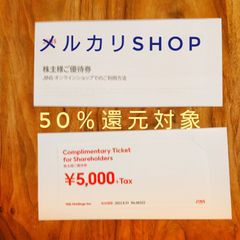 メルカリSHOP
株主様ご優待券
JINS オンラインショップでのご利用方法
50%還元対象
Complimentary Ticket
for Shareholders
株主様ご優待券
¥5,000+Tax